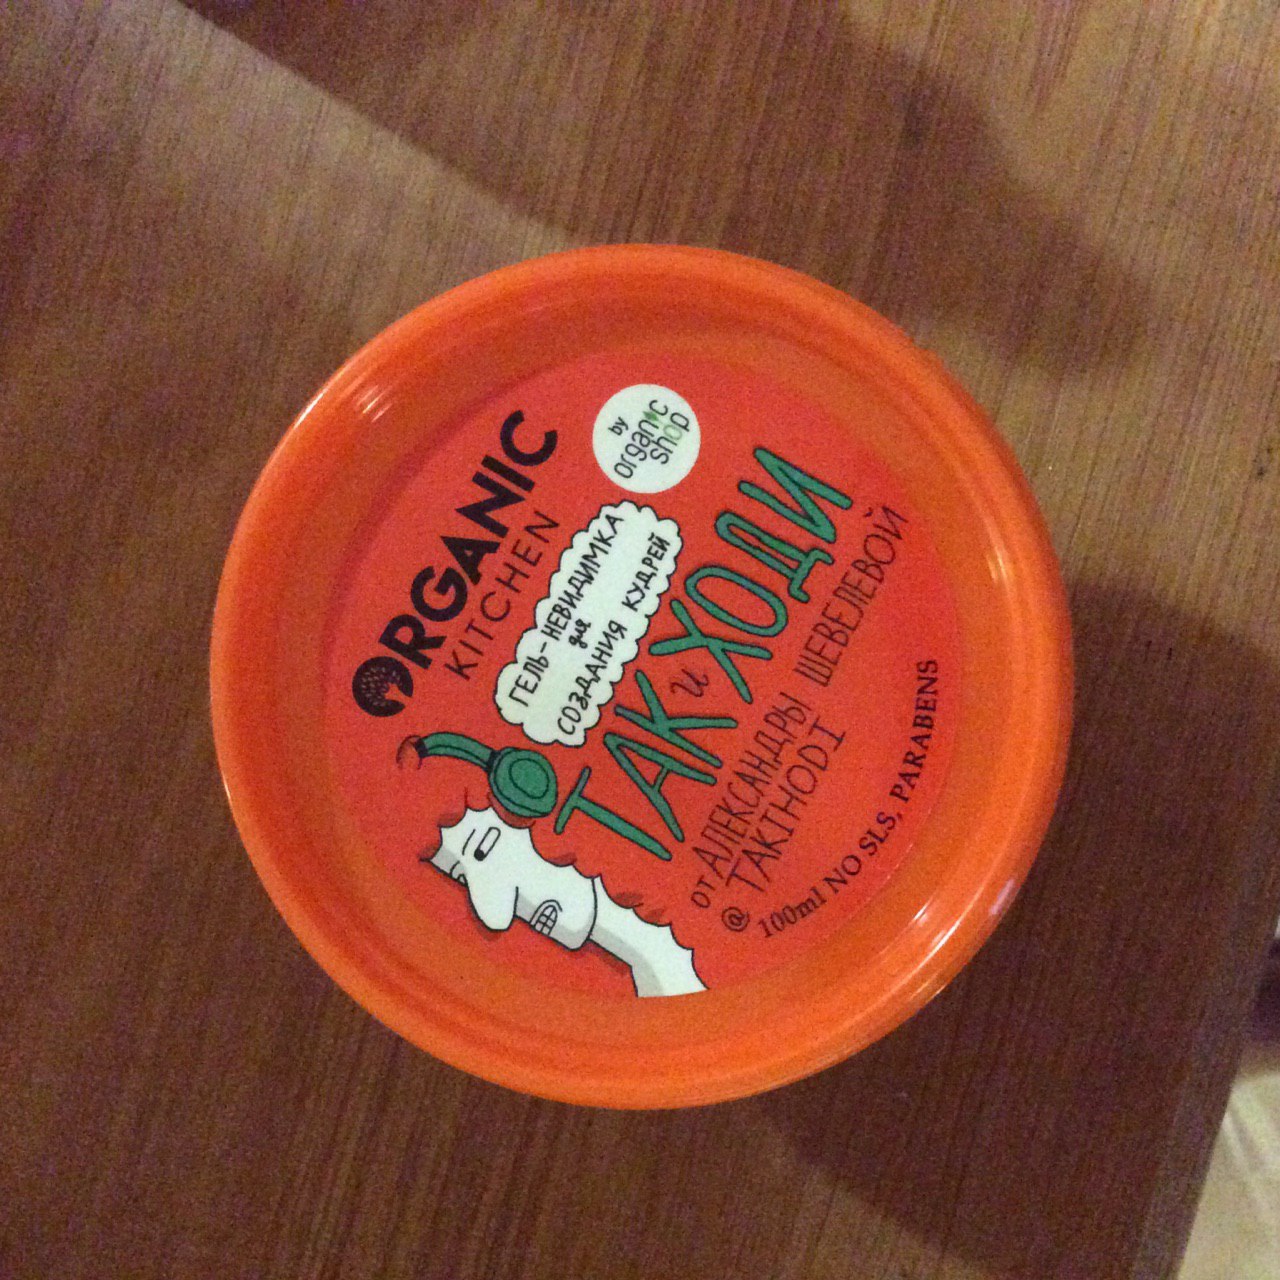 ORGANIC
KITCHEN
by
organic
shop
ГЕЛЬ-НЕВИДИМКА
для
СОЗДАНИЯ КУДРЕЙ
ТАК и ХОДИ
от АЛЕКСАНДРЫ ШЕВЕЛЕВОЙ
@TAKIHODI
100ml NO SLS, PARABENS